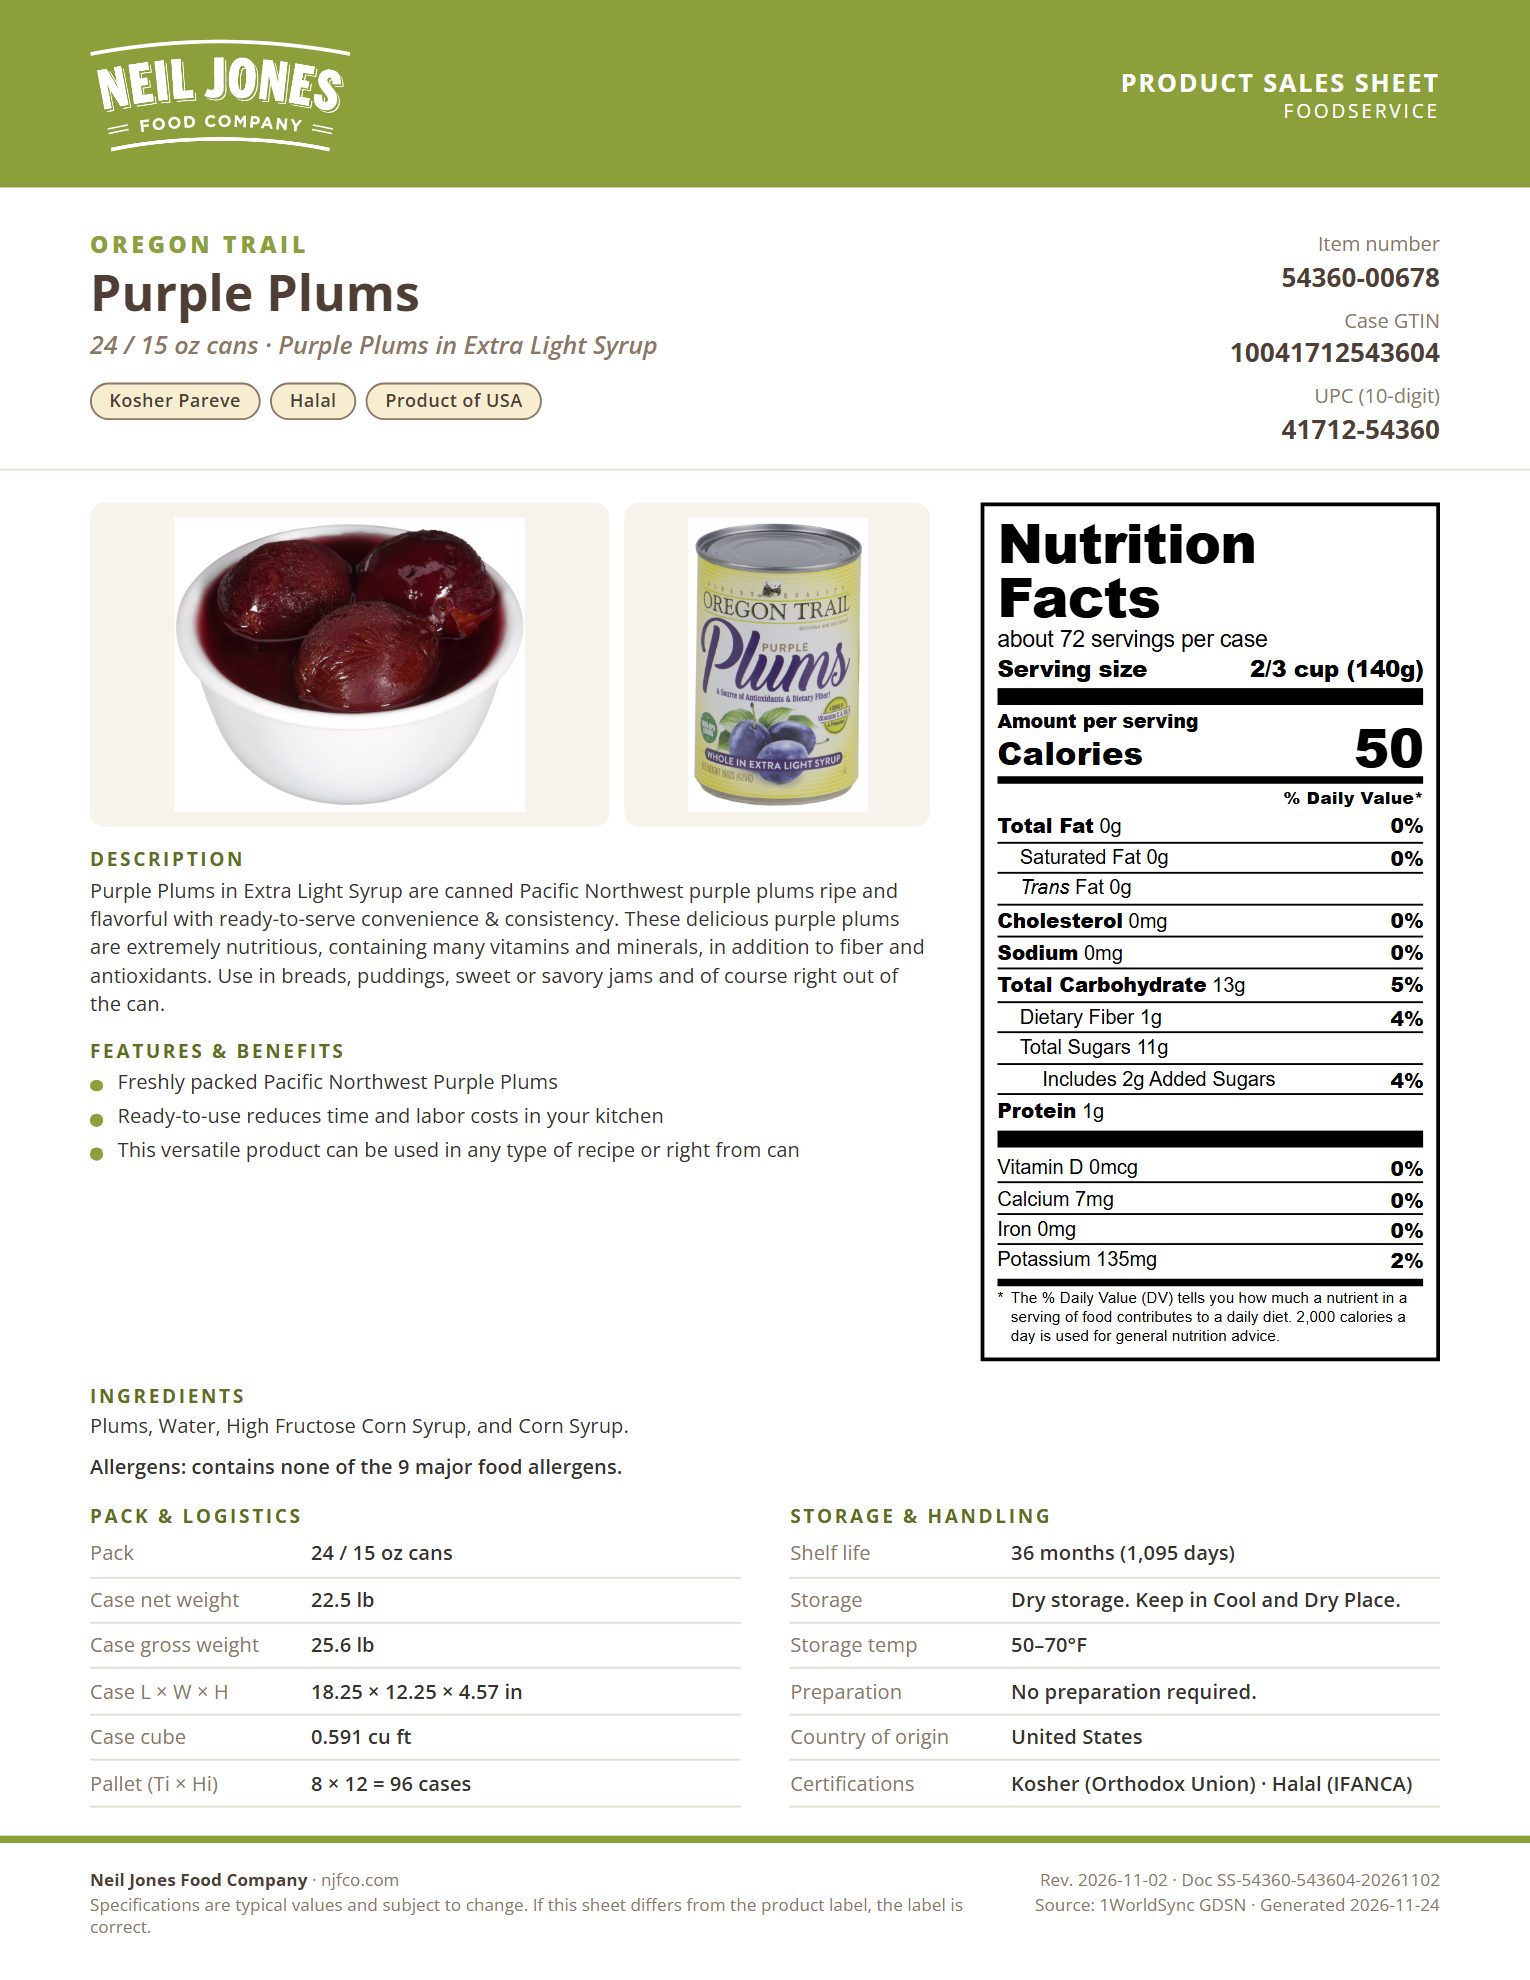 NEIL JONES
FOOD COMPANY
PRODUCT SALES SHEET
FOODSERVICE
OREGON TRAIL
Purple Plums
24 / 15 oz cans · Purple Plums in Extra Light Syrup
Kosher Pareve
Halal
Product of USA
Item number
54360-00678
Case GTIN
10041712543604
UPC (10-digit)
41712-54360
FINEST QUALITY
OREGON TRAIL
PURPLE
Plums
A Source of Antioxidants & Dietary Fiber!
WHOLE IN EXTRA LIGHT SYRUP
DESCRIPTION
Purple Plums in Extra Light Syrup are canned Pacific Northwest purple plums ripe and
flavorful with ready-to-serve convenience & consistency. These delicious purple plums
are extremely nutritious, containing many vitamins and minerals, in addition to fiber and
antioxidants. Use in breads, puddings, sweet or savory jams and of course right out of
the can.
FEATURES & BENEFITS
Freshly packed Pacific Northwest Purple Plums
Ready-to-use reduces time and labor costs in your kitchen
This versatile product can be used in any type of recipe or right from can
Nutrition
Facts
about 72 servings per case
Serving size 2/3 cup (140g)
Amount per serving
Calories 50
% Daily Value*
Total Fat 0g 0%
Saturated Fat 0g 0%
Trans Fat 0g
Cholesterol 0mg 0%
Sodium 0mg 0%
Total Carbohydrate 13g 5%
Dietary Fiber 1g 4%
Total Sugars 11g
Includes 2g Added Sugars 4%
Protein 1g
Vitamin D 0mcg 0%
Calcium 7mg 0%
Iron 0mg 0%
Potassium 135mg 2%
* The % Daily Value (DV) tells you how much a nutrient in a
serving of food contributes to a daily diet. 2,000 calories a
day is used for general nutrition advice.
INGREDIENTS
Plums, Water, High Fructose Corn Syrup, and Corn Syrup.
Allergens: contains none of the 9 major food allergens.
PACK & LOGISTICS
Pack 24 / 15 oz cans
Case net weight 22.5 lb
Case gross weight 25.6 lb
Case L × W × H 18.25 × 12.25 × 4.57 in
Case cube 0.591 cu ft
Pallet (Ti × Hi) 8 × 12 = 96 cases
STORAGE & HANDLING
Shelf life 36 months (1,095 days)
Storage Dry storage. Keep in Cool and Dry Place.
Storage temp 50–70°F
Preparation No preparation required.
Country of origin United States
Certifications Kosher (Orthodox Union) · Halal (IFANCA)
Neil Jones Food Company · njfco.com
Specifications are typical values and subject to change. If this sheet differs from the product label, the label is
correct.
Rev. 2026-11-02 · Doc SS-54360-543604-20261102
Source: 1WorldSync GDSN · Generated 2026-11-24